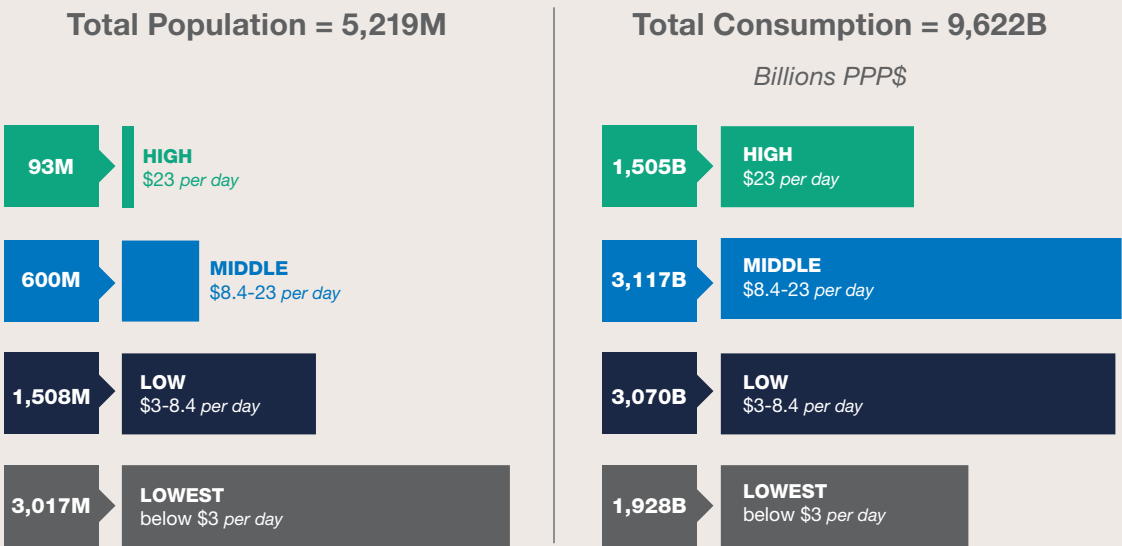 Total Population = 5,219M
93M
HIGH
$23 per day
600M
MIDDLE
$8.4-23 per day
1,508M
LOW
$3-8.4 per day
3,017M
LOWEST
below $3 per day
Total Consumption = 9,622B
Billions PPP$
1,505B
HIGH
$23 per day
3,117B
MIDDLE
$8.4-23 per day
3,070B
LOW
$3-8.4 per day
1,928B
LOWEST
below $3 per day